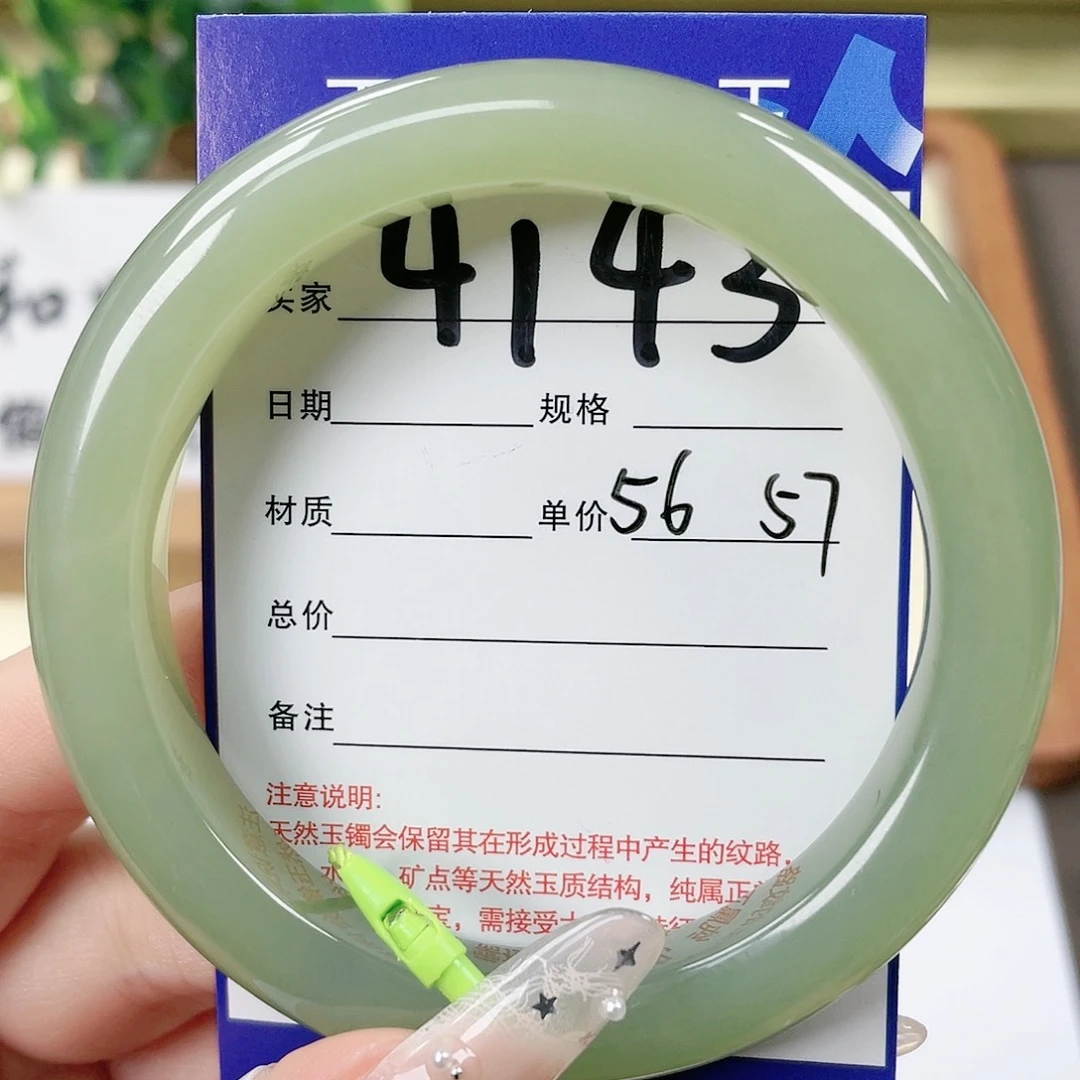 4143
卖家
日期 规格
材质 单价 56 57
总价
备注
注意说明:
天然玉镯会保留其在形成过程中产生的纹路，
水 矿点等天然玉质结构，纯属正
需接受